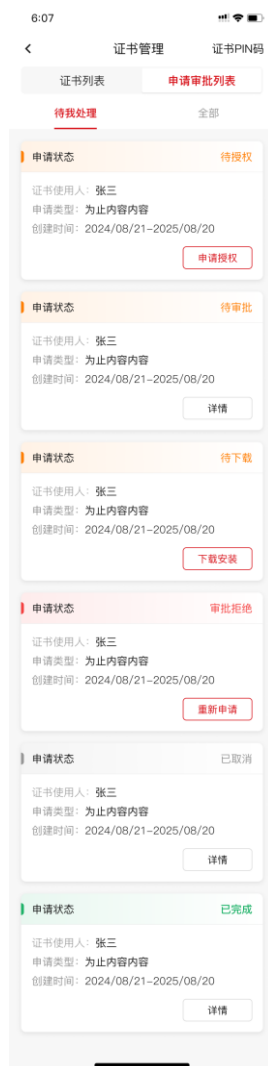 6:07
证书管理 证书PIN码
证书列表 申请审批列表
待我处理 全部
申请状态 待授权
证书使用人：张三
申请类型：为止内容内容
创建时间：2024/08/21-2025/08/20
申请授权
申请状态 待审批
证书使用人：张三
申请类型：为止内容内容
创建时间：2024/08/21-2025/08/20
详情
申请状态 待下载
证书使用人：张三
申请类型：为止内容内容
创建时间：2024/08/21-2025/08/20
下载安装
申请状态 审批拒绝
证书使用人：张三
申请类型：为止内容内容
创建时间：2024/08/21-2025/08/20
重新申请
申请状态 已取消
证书使用人：张三
申请类型：为止内容内容
创建时间：2024/08/21-2025/08/20
详情
申请状态 已完成
证书使用人：张三
申请类型：为止内容内容
创建时间：2024/08/21-2025/08/20
详情